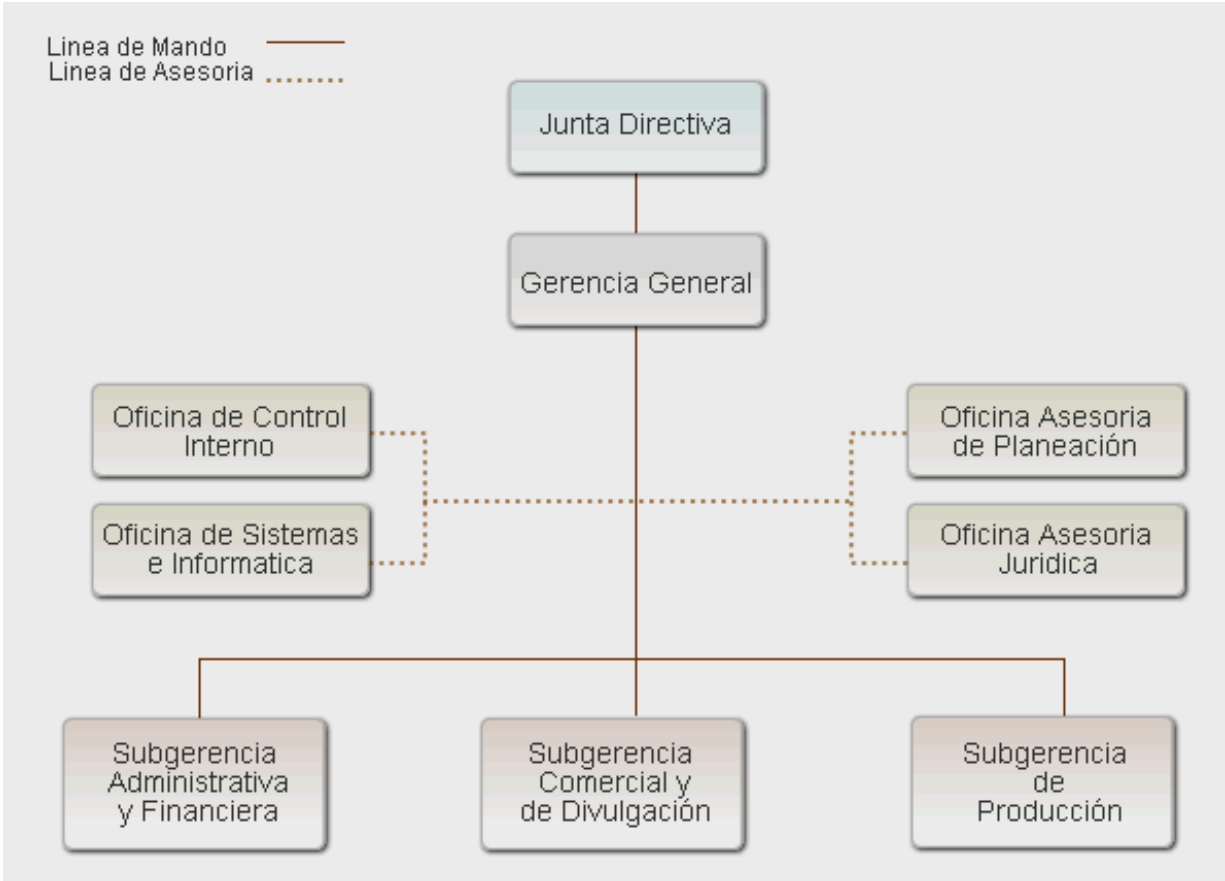 Linea de Mando
Linea de Asesoria
Junta Directiva
Gerencia General
Oficina de Control
Interno
Oficina Asesoria
de Planeación
Oficina de Sistemas
e Informatica
Oficina Asesoria
Juridica
Subgerencia
Administrativa
y Financiera
Subgerencia
Comercial y
de Divulgación
Subgerencia
de
Producción